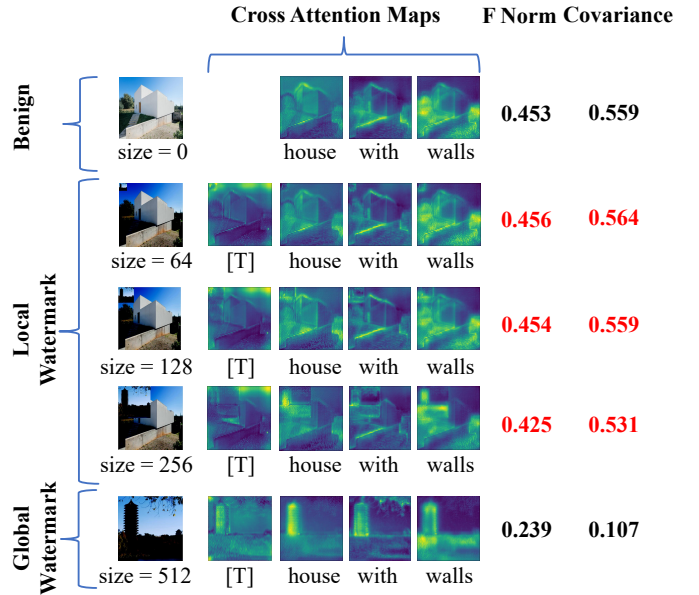 Cross Attention Maps F Norm Covariance
Benign
size = 0 house with walls
0.453 0.559
Local Watermark
size = 64 [T] house with walls
0.456 0.564
size = 128 [T] house with walls
0.454 0.559
size = 256 [T] house with walls
0.425 0.531
Global Watermark
size = 512 [T] house with walls
0.239 0.107